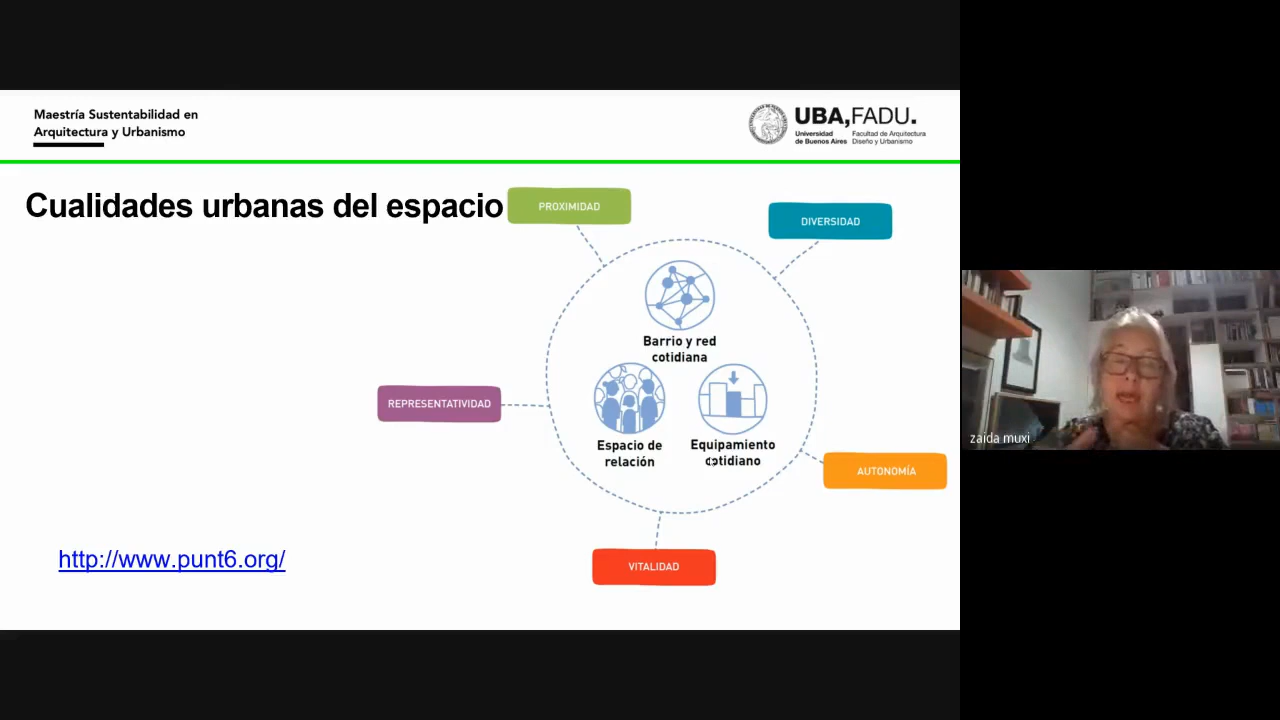 Maestría Sustentabilidad en
Arquitectura y Urbanismo
UBA,FADU.
Universidad
de Buenos Aires
Facultad de Arquitectura
Diseño y Urbanismo
Cualidades urbanas del espacio
PROXIMIDAD
DIVERSIDAD
Barrio y red
cotidiana
REPRESENTATIVIDAD
Espacio de
relación
Equipamiento
cotidiano
AUTONOMÍA
VITALIDAD
http://www.punt6.org/
zaida muxi